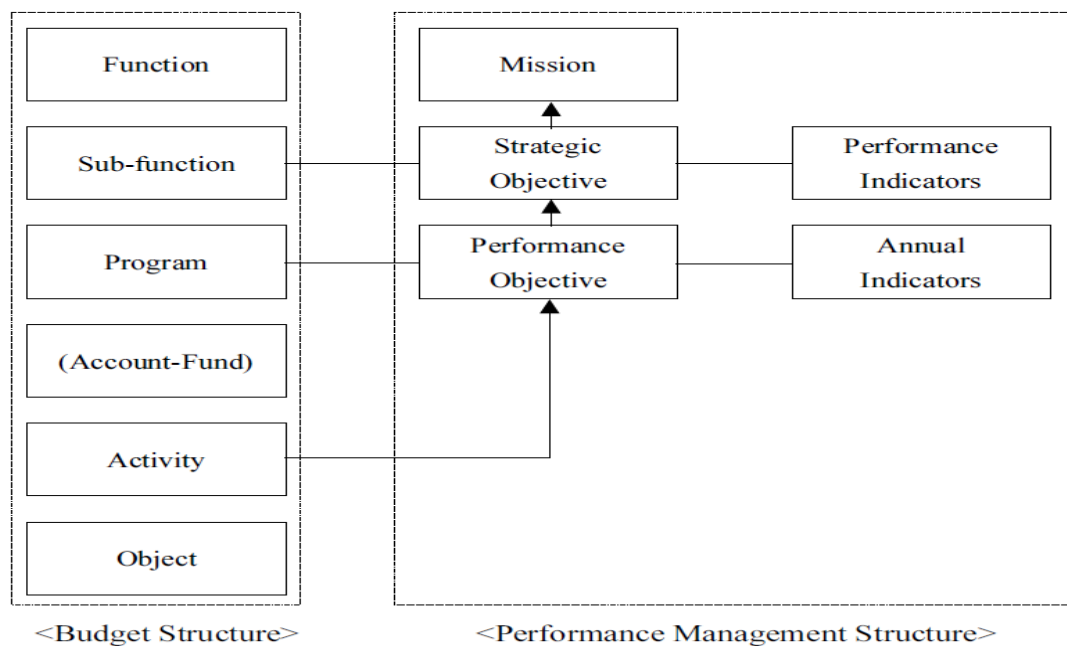 Function
Mission
Sub-function
Strategic
Objective
Performance
Indicators
Program
Performance
Objective
Annual
Indicators
(Account-Fund)
Activity
Object
<Budget Structure>
<Performance Management Structure>